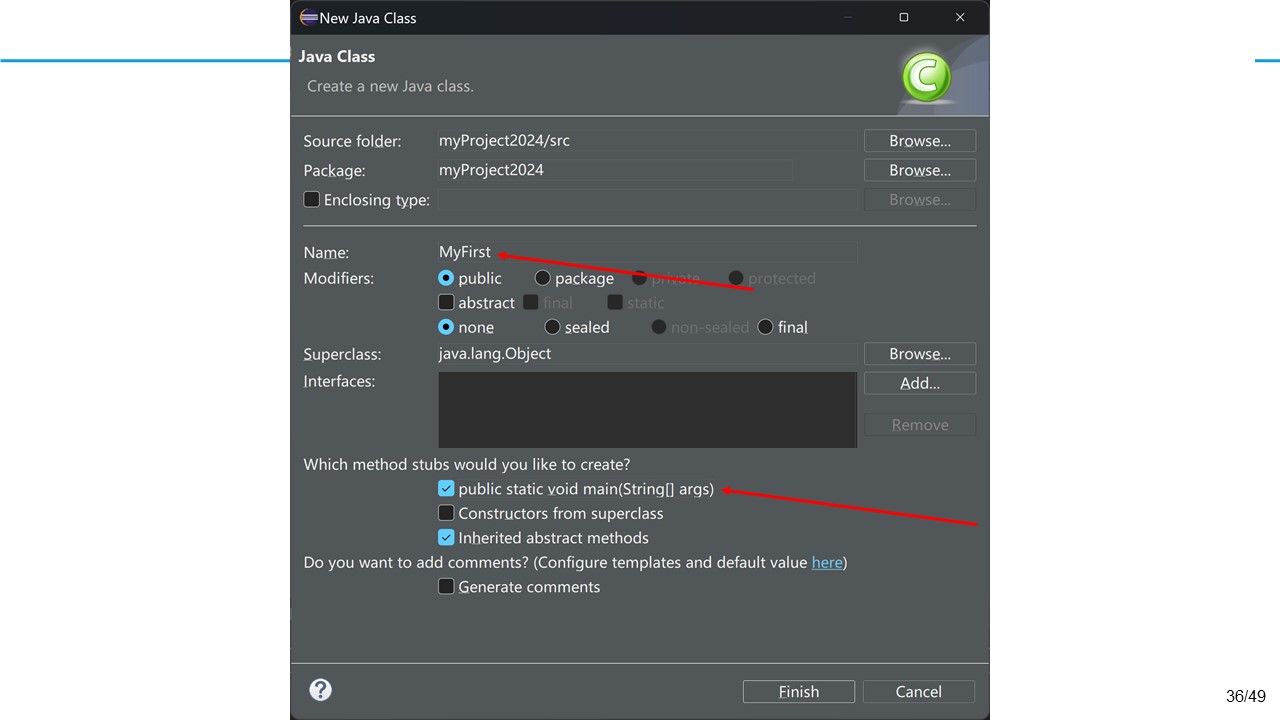 New Java Class
Java Class
Create a new Java class.
Source folder: myProject2024/src Browse...
Package: myProject2024 Browse...
Enclosing type: Browse...
Name: MyFirst
Modifiers: public package private protected
abstract final static
none sealed non-sealed final
Superclass: java.lang.Object Browse...
Interfaces: Add...
Remove
Which method stubs would you like to create?
public static void main(String[] args)
Constructors from superclass
Inherited abstract methods
Do you want to add comments? (Configure templates and default value here)
Generate comments
? Finish Cancel
36/49